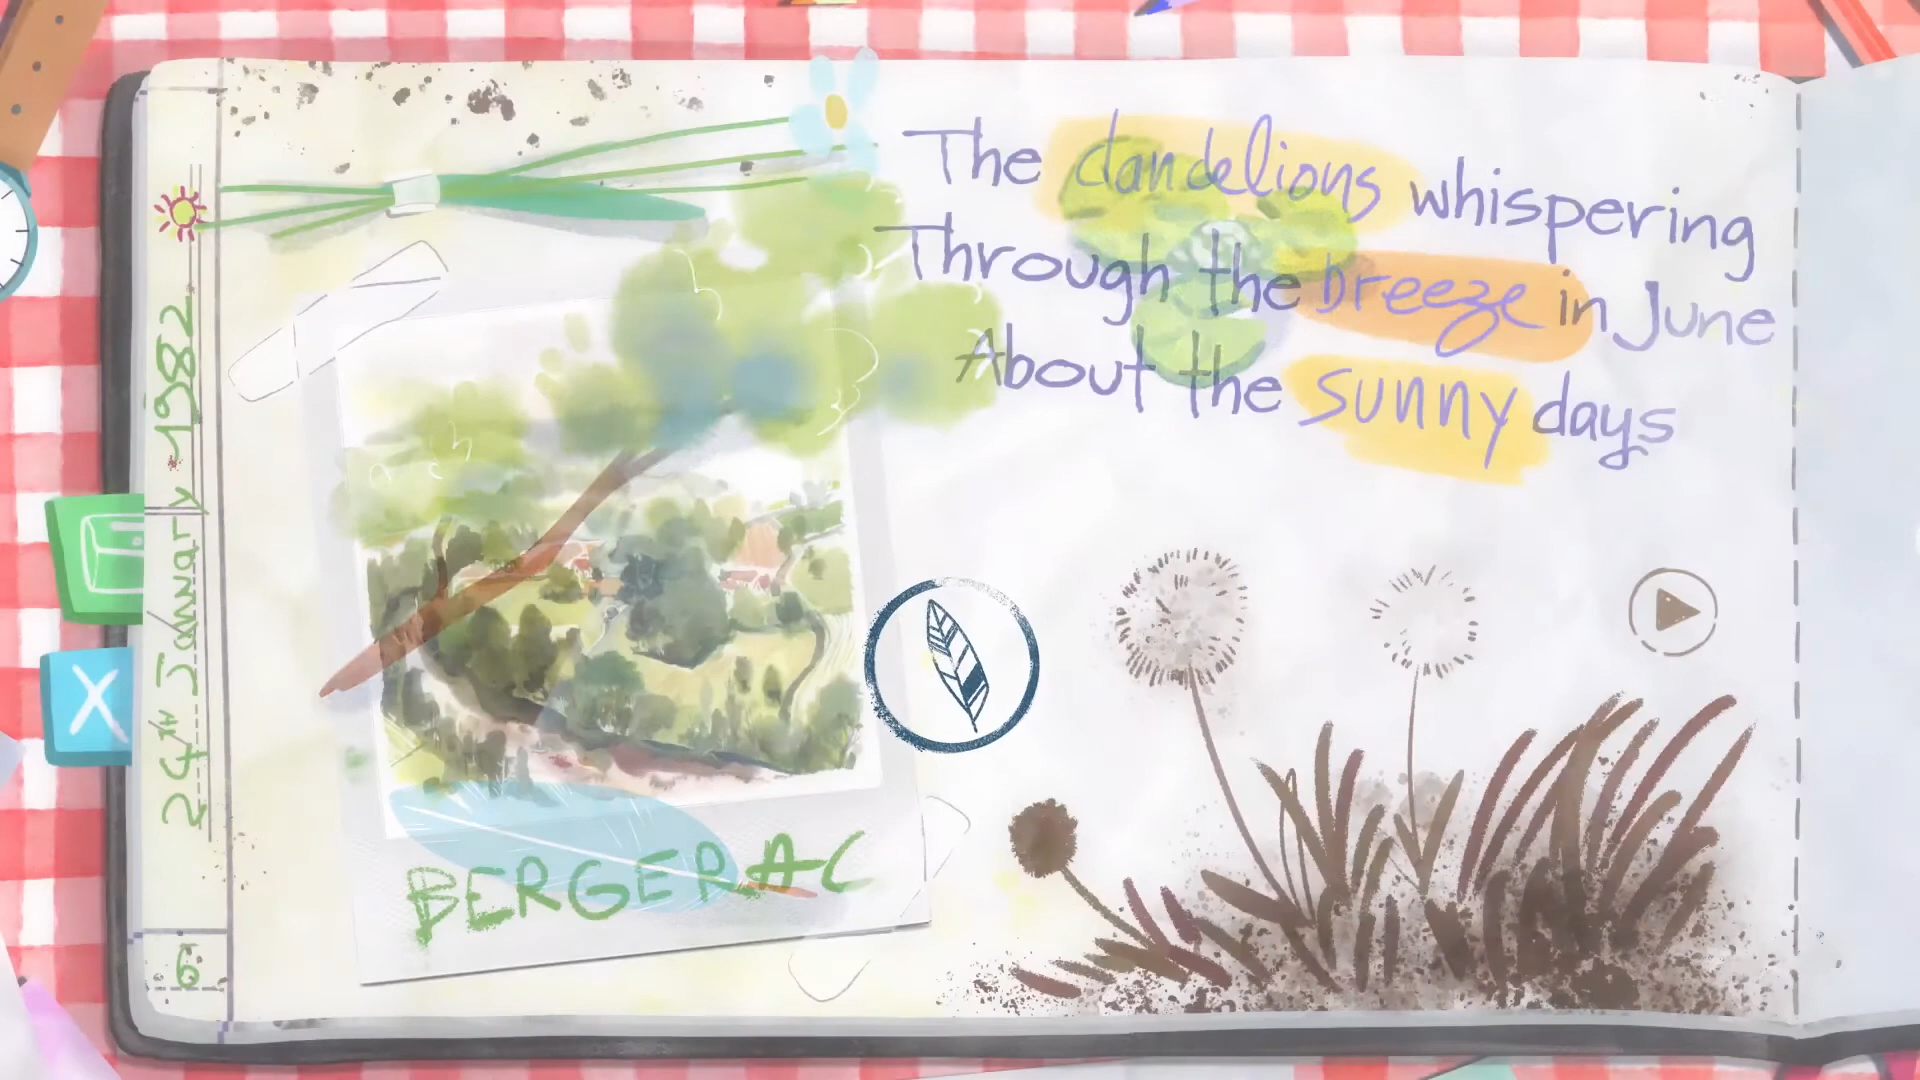 The dandelions whispering
Through the breeze in June
About the sunny days
BERGERAC
24TH January 1982
6
X